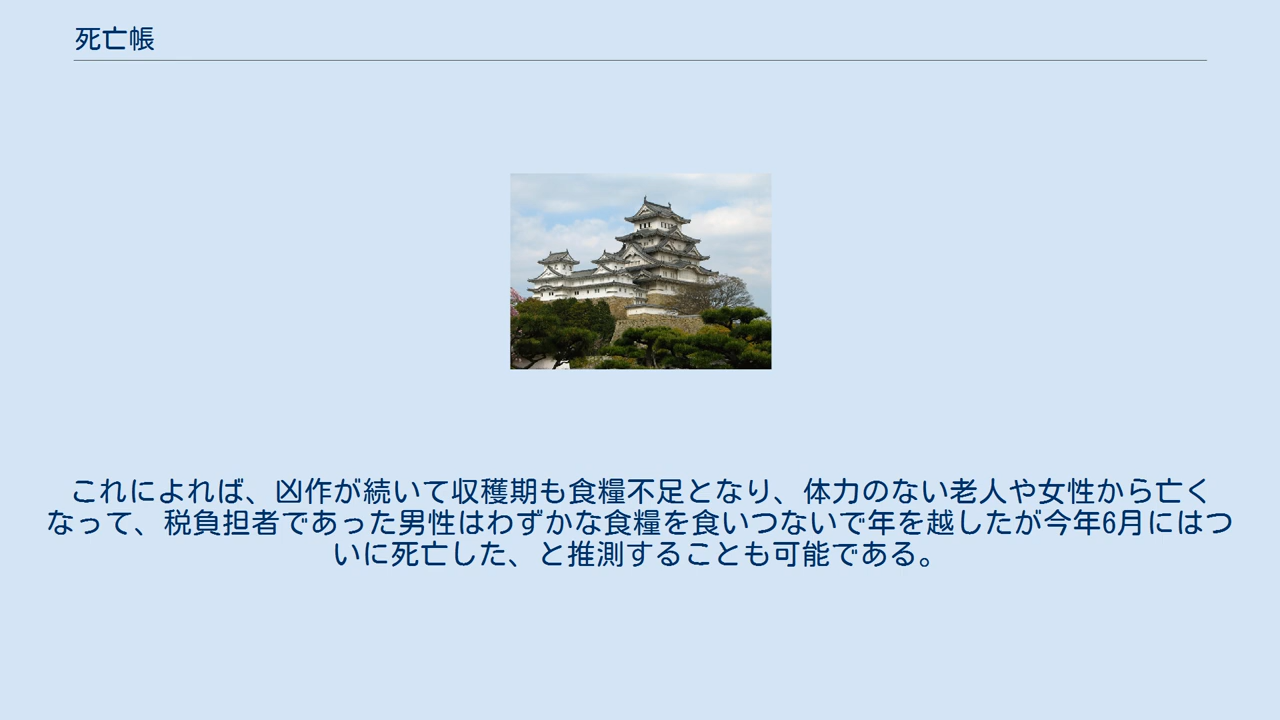 死亡帳
これによれば、凶作が続いて収穫期も食糧不足となり、体力のない老人や女性から亡く
なって、税負担者であった男性はわずかな食糧を食いつないで年を越したが今年6月にはつ
いに死亡した、と推測することも可能である。